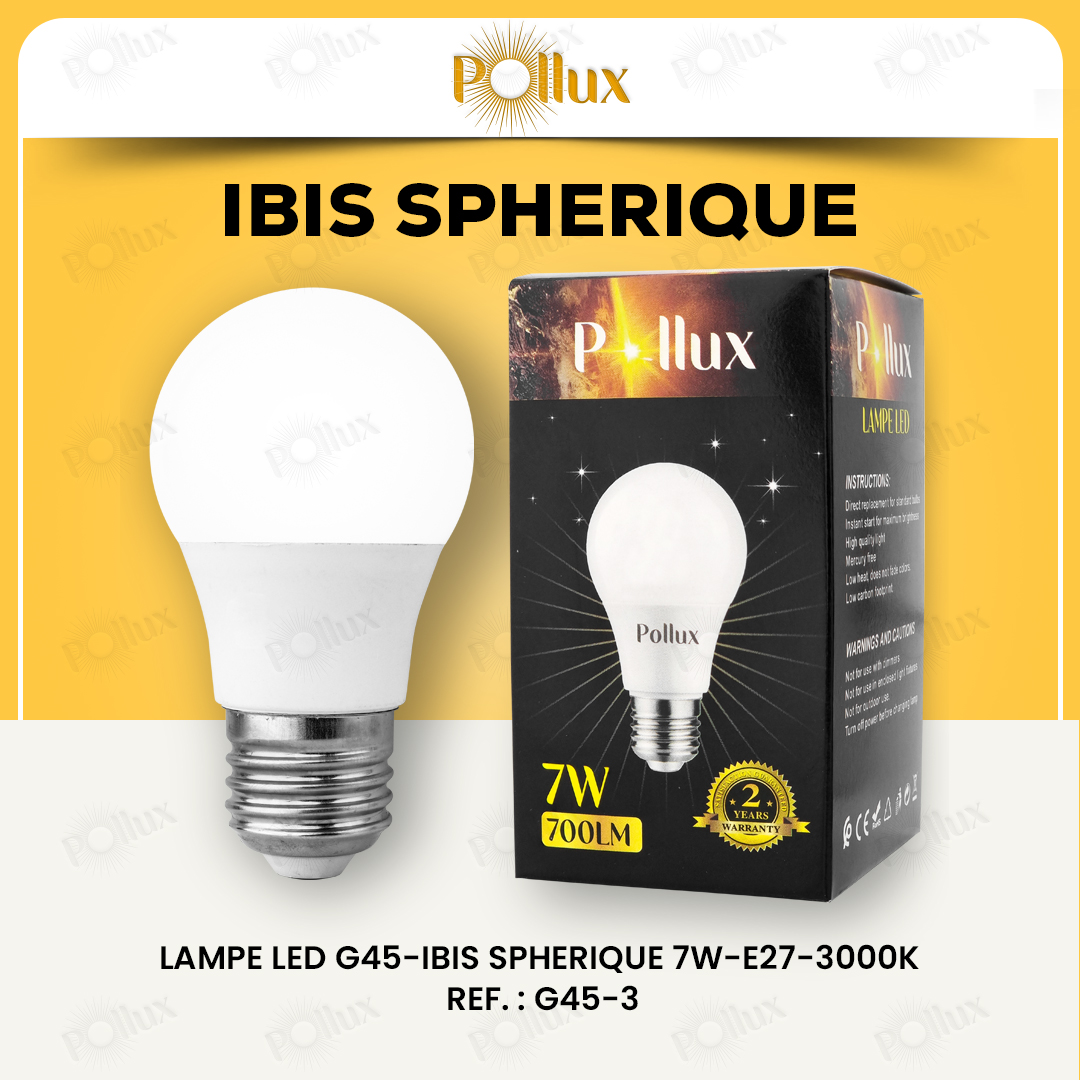 Pollux
IBIS SPHERIQUE
Pollux
Pollux
7W
700LM
2
YEARS
WARRANTY
Pollux
LAMPE LED
INSTRUCTIONS:
Direct replacement for standard bulbs
Instant start for maximum brightness
High quality light
Mercury free
Low heat, does not fade colors.
Low carbon footprint
WARNINGS AND CAUTIONS
Not for use with dimmers
Not for use in enclosed light fixtures
Not for outdoor use.
Turn off power before changing lamp
CE
RoHS
LAMPE LED G45-IBIS SPHERIQUE 7W-E27-3000K
REF. : G45-3